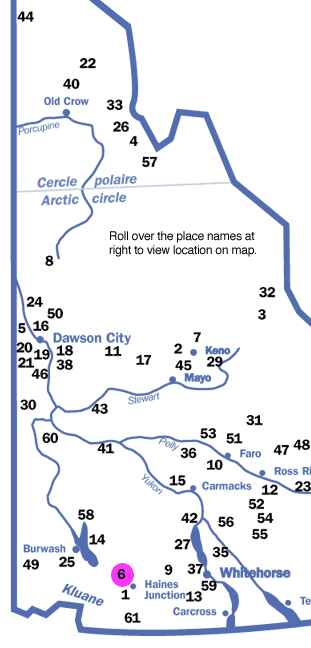 44
22
40
Old Crow
33
Porcupine
26
4
57
Cercle polaire
Arctic circle
Roll over the place names at
right to view location on map.
8
32
24
3
50
5 16
Dawson City
7
20 19 18 11 2 Keno
21 38 17 45 29
46 Mayo
Stewart
30 43
31
60 53 51
41 Pelly 36 Faro 47 48
10
Ross Ri
15 Yukon Carmacks 12 23
52
58 42 56 54
14 55
Burwash 27 35
49 25 6 9 37 Whitehorse
Kluane 1 Haines
Junction 13 59
Carcross Te
61